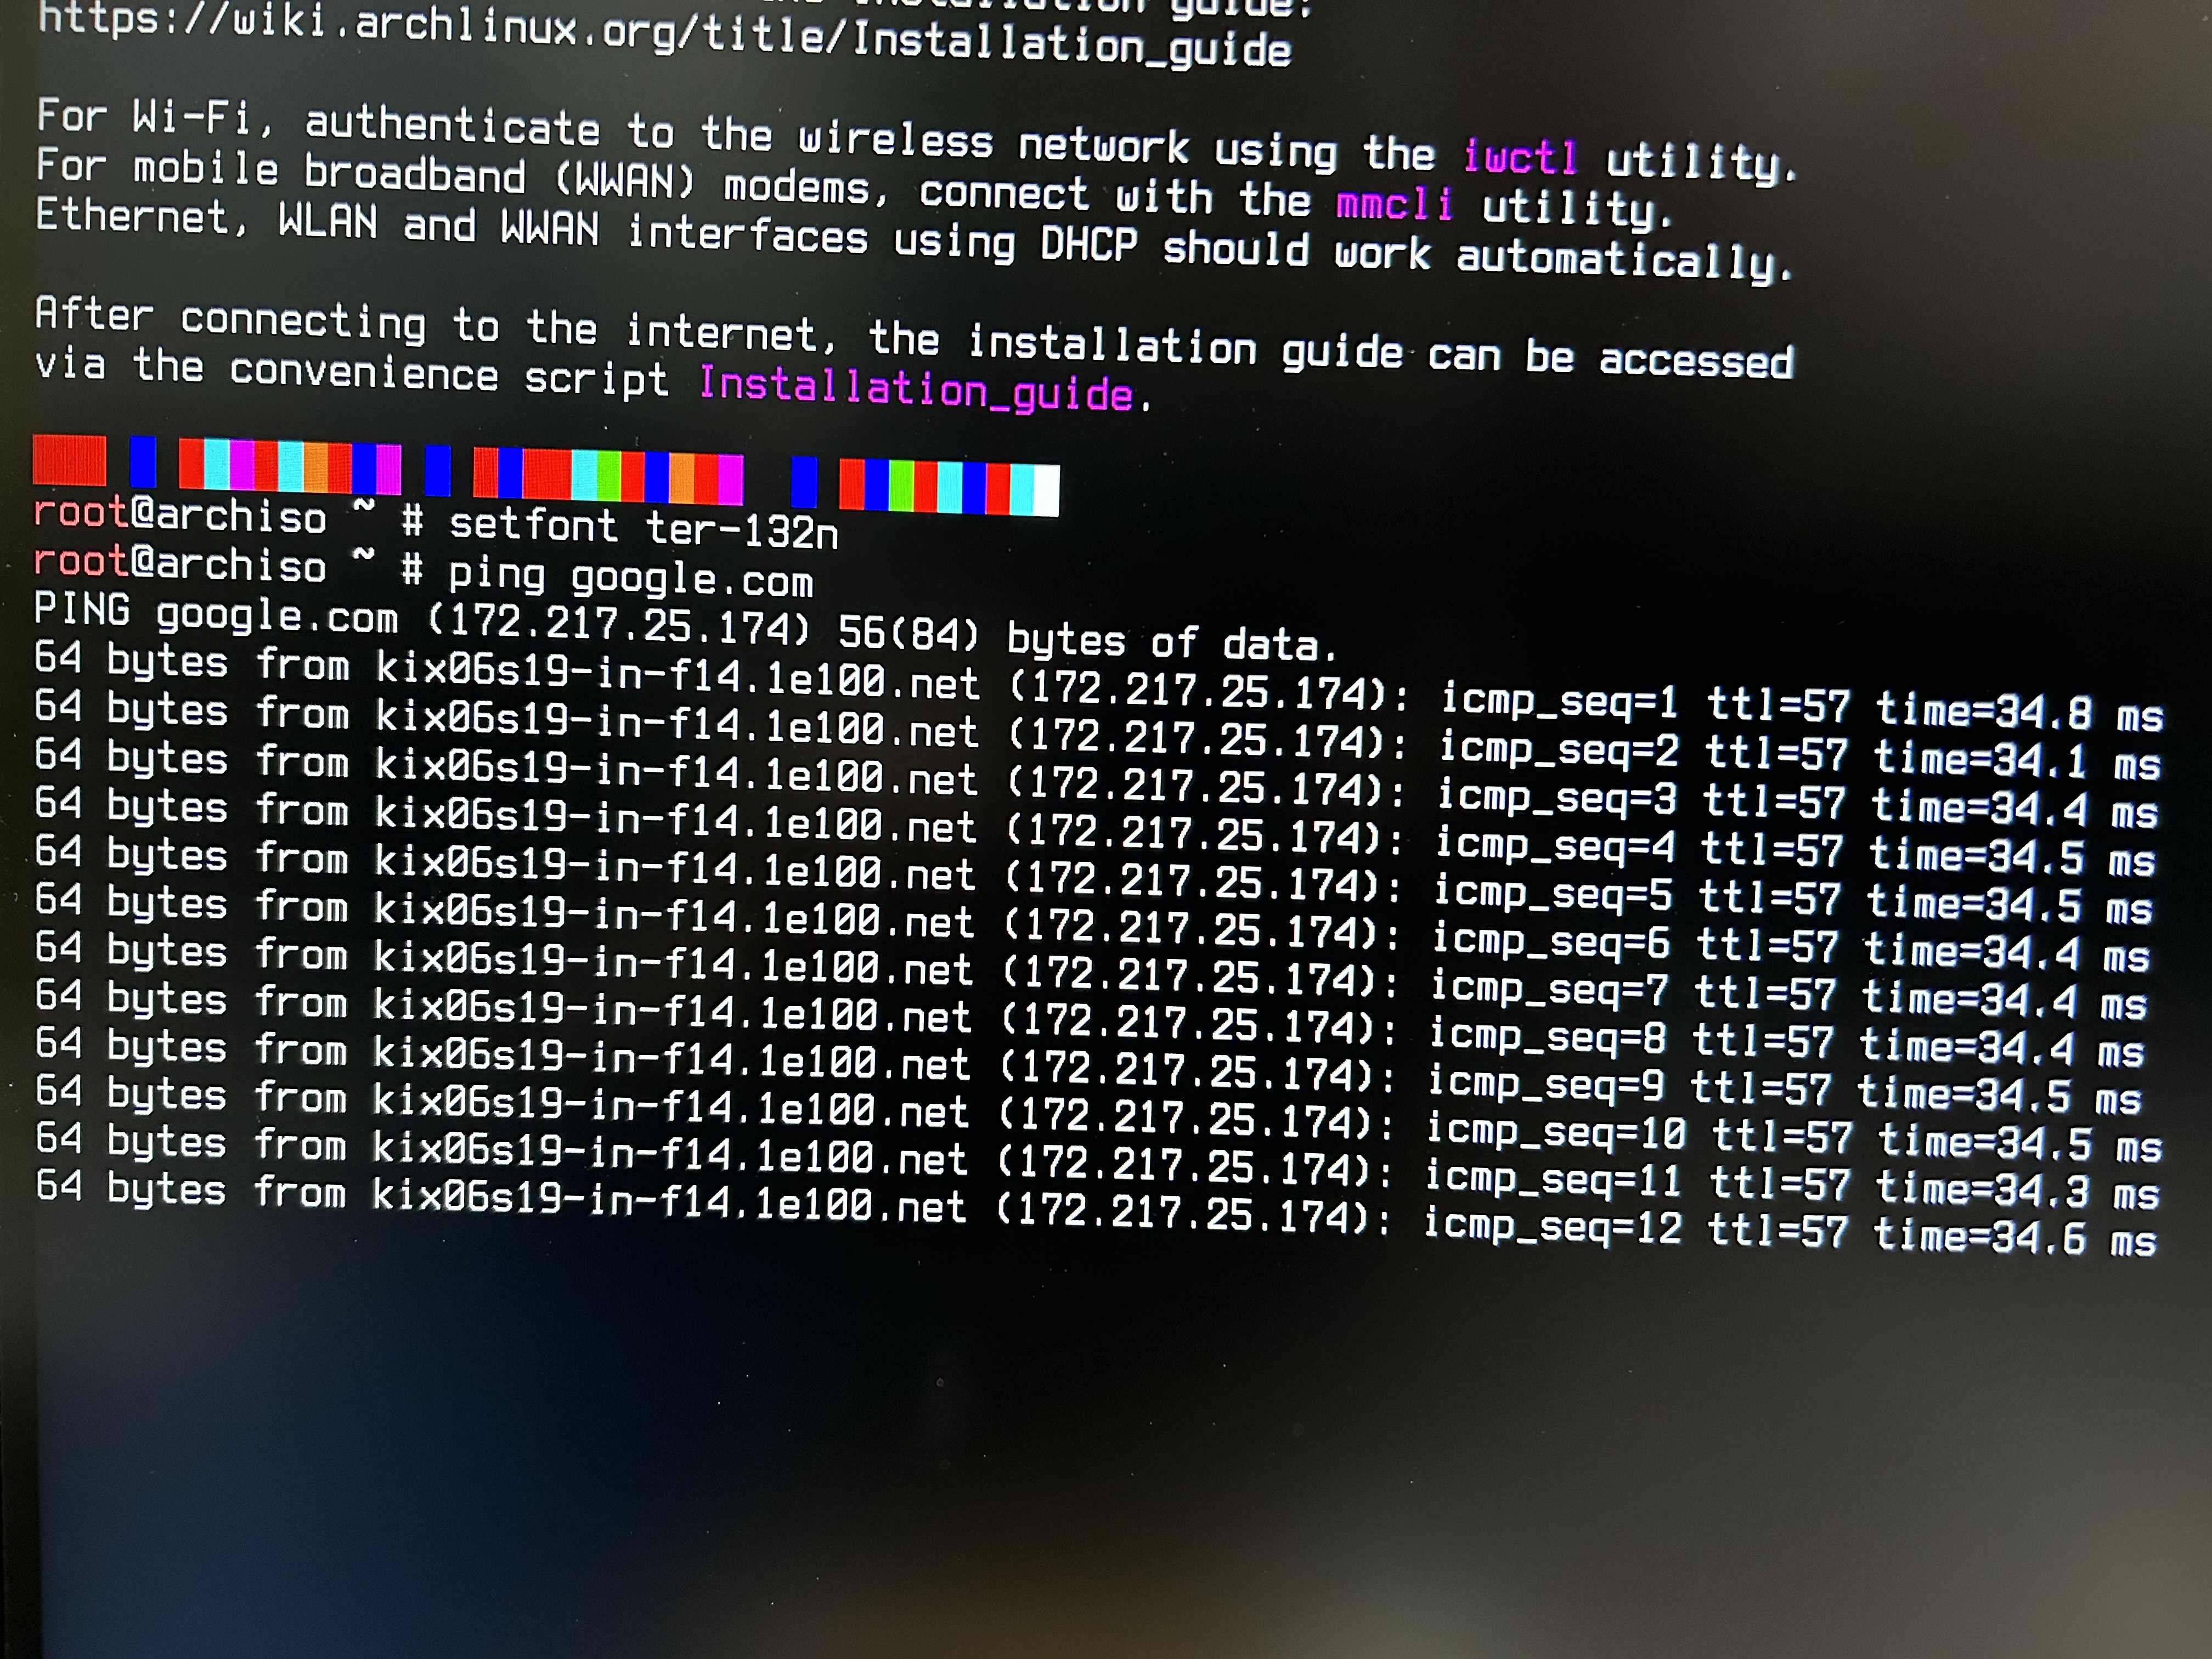 installation guide:
https://wiki.archlinux.org/title/Installation_guide
For Wi-Fi, authenticate to the wireless network using the iwctl utility.
For mobile broadband (WWAN) modems, connect with the mmcli utility.
Ethernet, WLAN and WWAN interfaces using DHCP should work automatically.
After connecting to the internet, the installation guide can be accessed
via the convenience script Installation_guide.
root@archiso ~ # setfont ter-132n
root@archiso ~ # ping google.com
PING google.com (172.217.25.174) 56(84) bytes of data.
64 bytes from kix06s19-in-f14.1e100.net (172.217.25.174): icmp_seq=1 ttl=57 time=34.8 ms
64 bytes from kix06s19-in-f14.1e100.net (172.217.25.174): icmp_seq=2 ttl=57 time=34.1 ms
64 bytes from kix06s19-in-f14.1e100.net (172.217.25.174): icmp_seq=3 ttl=57 time=34.4 ms
64 bytes from kix06s19-in-f14.1e100.net (172.217.25.174): icmp_seq=4 ttl=57 time=34.5 ms
64 bytes from kix06s19-in-f14.1e100.net (172.217.25.174): icmp_seq=5 ttl=57 time=34.5 ms
64 bytes from kix06s19-in-f14.1e100.net (172.217.25.174): icmp_seq=6 ttl=57 time=34.4 ms
64 bytes from kix06s19-in-f14.1e100.net (172.217.25.174): icmp_seq=7 ttl=57 time=34.4 ms
64 bytes from kix06s19-in-f14.1e100.net (172.217.25.174): icmp_seq=8 ttl=57 time=34.4 ms
64 bytes from kix06s19-in-f14.1e100.net (172.217.25.174): icmp_seq=9 ttl=57 time=34.5 ms
64 bytes from kix06s19-in-f14.1e100.net (172.217.25.174): icmp_seq=10 ttl=57 time=34.5 ms
64 bytes from kix06s19-in-f14.1e100.net (172.217.25.174): icmp_seq=11 ttl=57 time=34.3 ms
64 bytes from kix06s19-in-f14.1e100.net (172.217.25.174): icmp_seq=12 ttl=57 time=34.6 ms